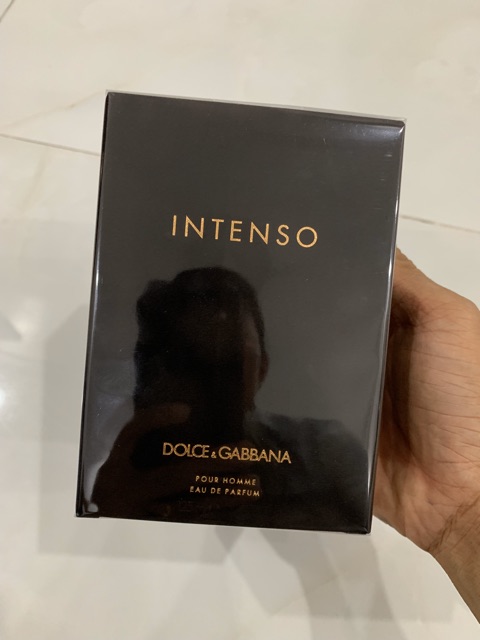 INTENSO
DOLCE & GABBANA
POUR HOMME
EAU DE PARFUM